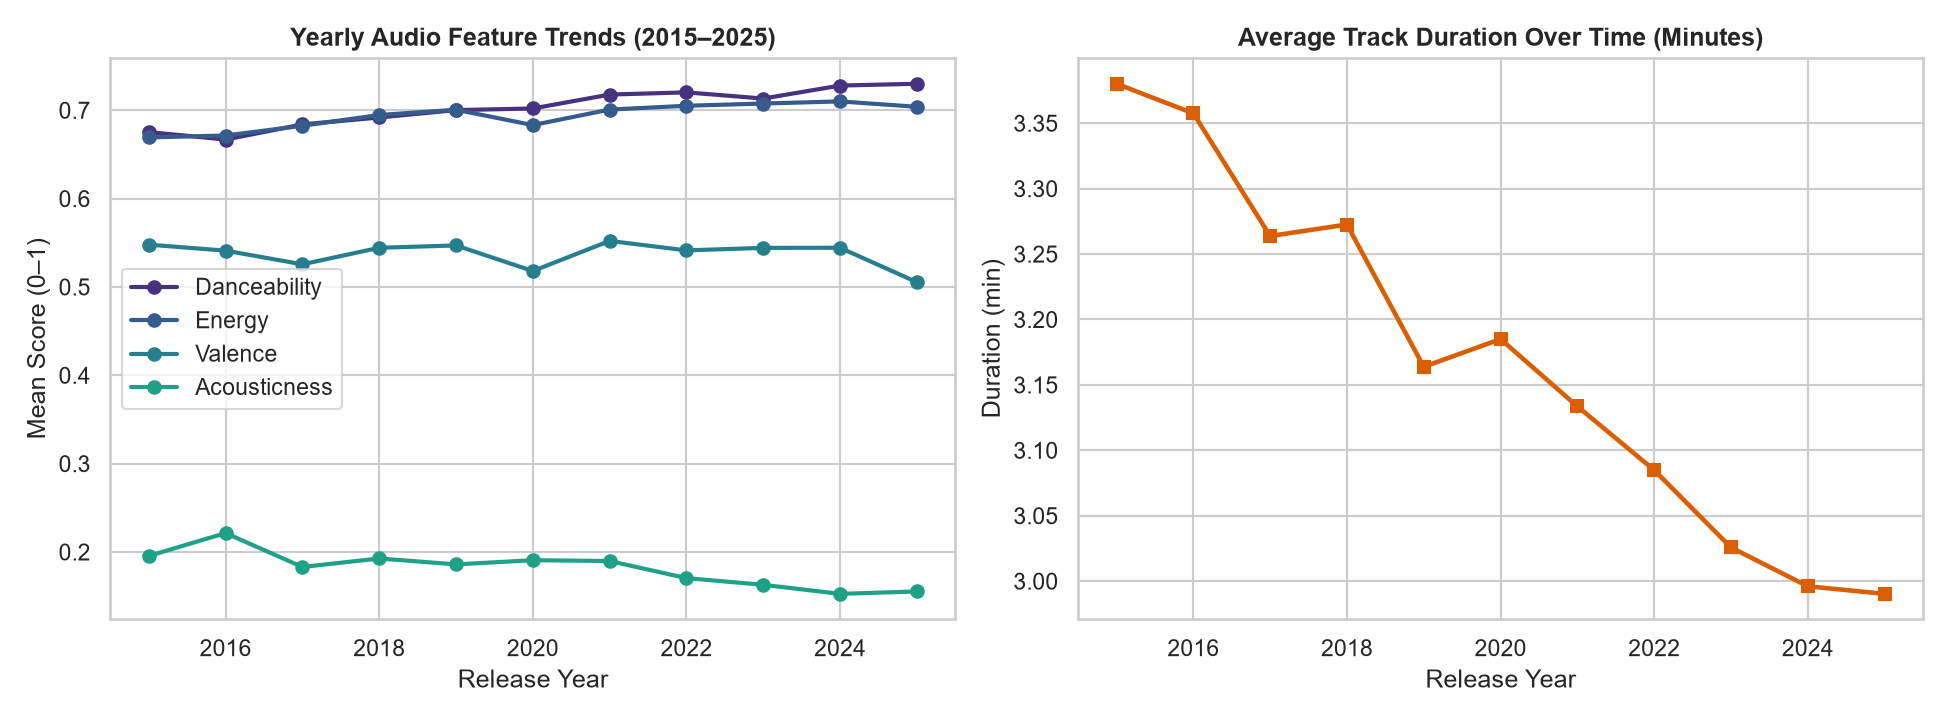 Yearly Audio Feature Trends (2015–2025)
Mean Score (0–1)
0.7
0.6
0.5
0.4
0.3
0.2
Danceability
Energy
Valence
Acousticness
2016
2018
2020
2022
2024
Release Year
Average Track Duration Over Time (Minutes)
Duration (min)
3.35
3.30
3.25
3.20
3.15
3.10
3.05
3.00
2016
2018
2020
2022
2024
Release Year